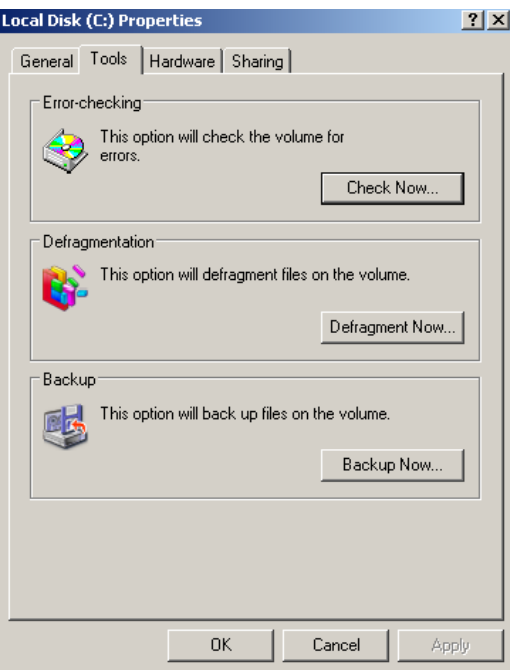 Local Disk (C:) Properties
General Tools Hardware Sharing
Error-checking
This option will check the volume for
errors.
Check Now...
Defragmentation
This option will defragment files on the volume.
Defragment Now...
Backup
This option will back up files on the volume.
Backup Now...
OK Cancel Apply